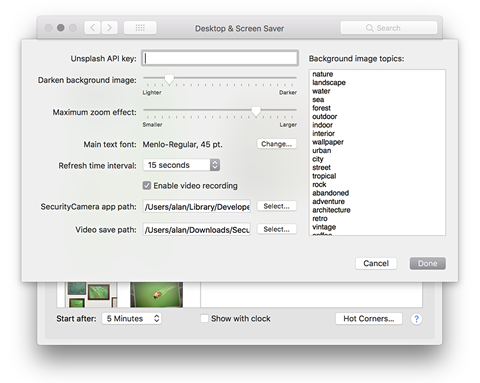 Desktop & Screen Saver
Search
Unsplash API key:
Darken background image:
Lighter
Darker
Maximum zoom effect:
Smaller
Larger
Main text font:
Menlo-Regular, 45 pt.
Change...
Refresh time interval:
15 seconds
Enable video recording
SecurityCamera app path:
/Users/alan/Library/Develope
Select...
Video save path:
/Users/alan/Downloads/Secu
Select...
Background image topics:
nature
landscape
water
sea
forest
outdoor
indoor
interior
wallpaper
urban
city
street
tropical
rock
abandoned
adventure
architecture
retro
vintage
Cancel
Done
Start after:
5 Minutes
Show with clock
Hot Corners...
?